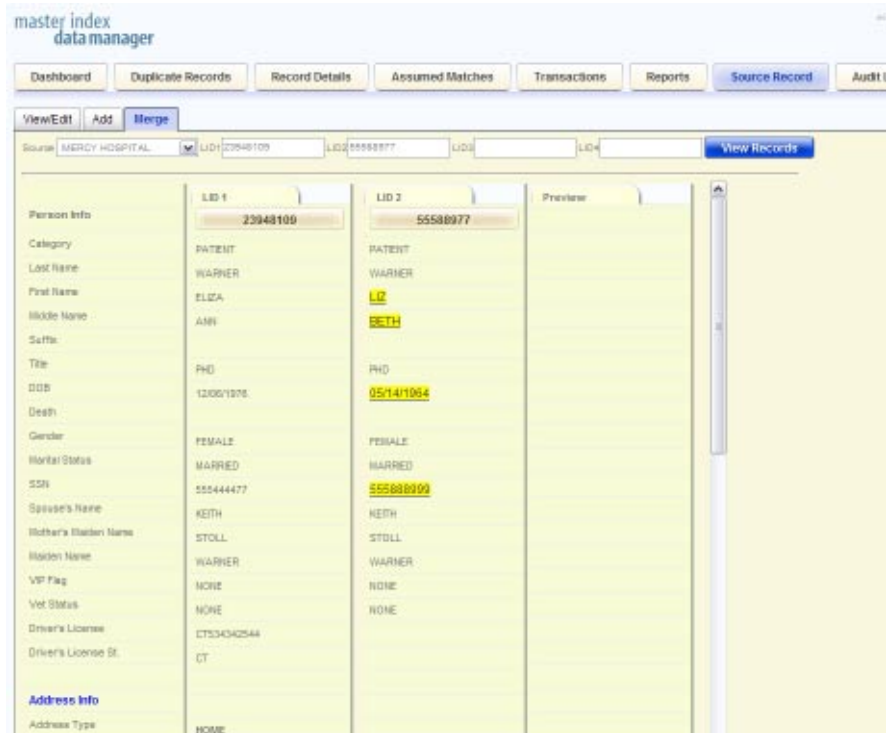 master index
data manager
Dashboard Duplicate Records Record Details Assumed Matches Transactions Reports Source Record Audit
View/Edit Add Merge
Source MERCY HOSPITAL LID1 23948109 LID2 55588977 LID3 LID4 View Records
LID 1 LID 2 Preview
Person Info 23948109 55588977
Category PATIENT PATIENT
Last Name WARNER WARNER
First Name ELIZA LIZ
Middle Name ANN BETH
Suffix
Title PHD PHD
DOB 12/06/1976 05/14/1964
Death
Gender FEMALE FEMALE
Marital Status MARRIED MARRIED
SSN 555444477 555888999
Spouse's Name KEITH KEITH
Mother's Maiden Name STOLL STOLL
Maiden Name WARNER WARNER
VIP Flag NONE NONE
Vet Status NONE NONE
Driver's License CT534342544
Driver's License St. CT
Address Info
Address Type HOME